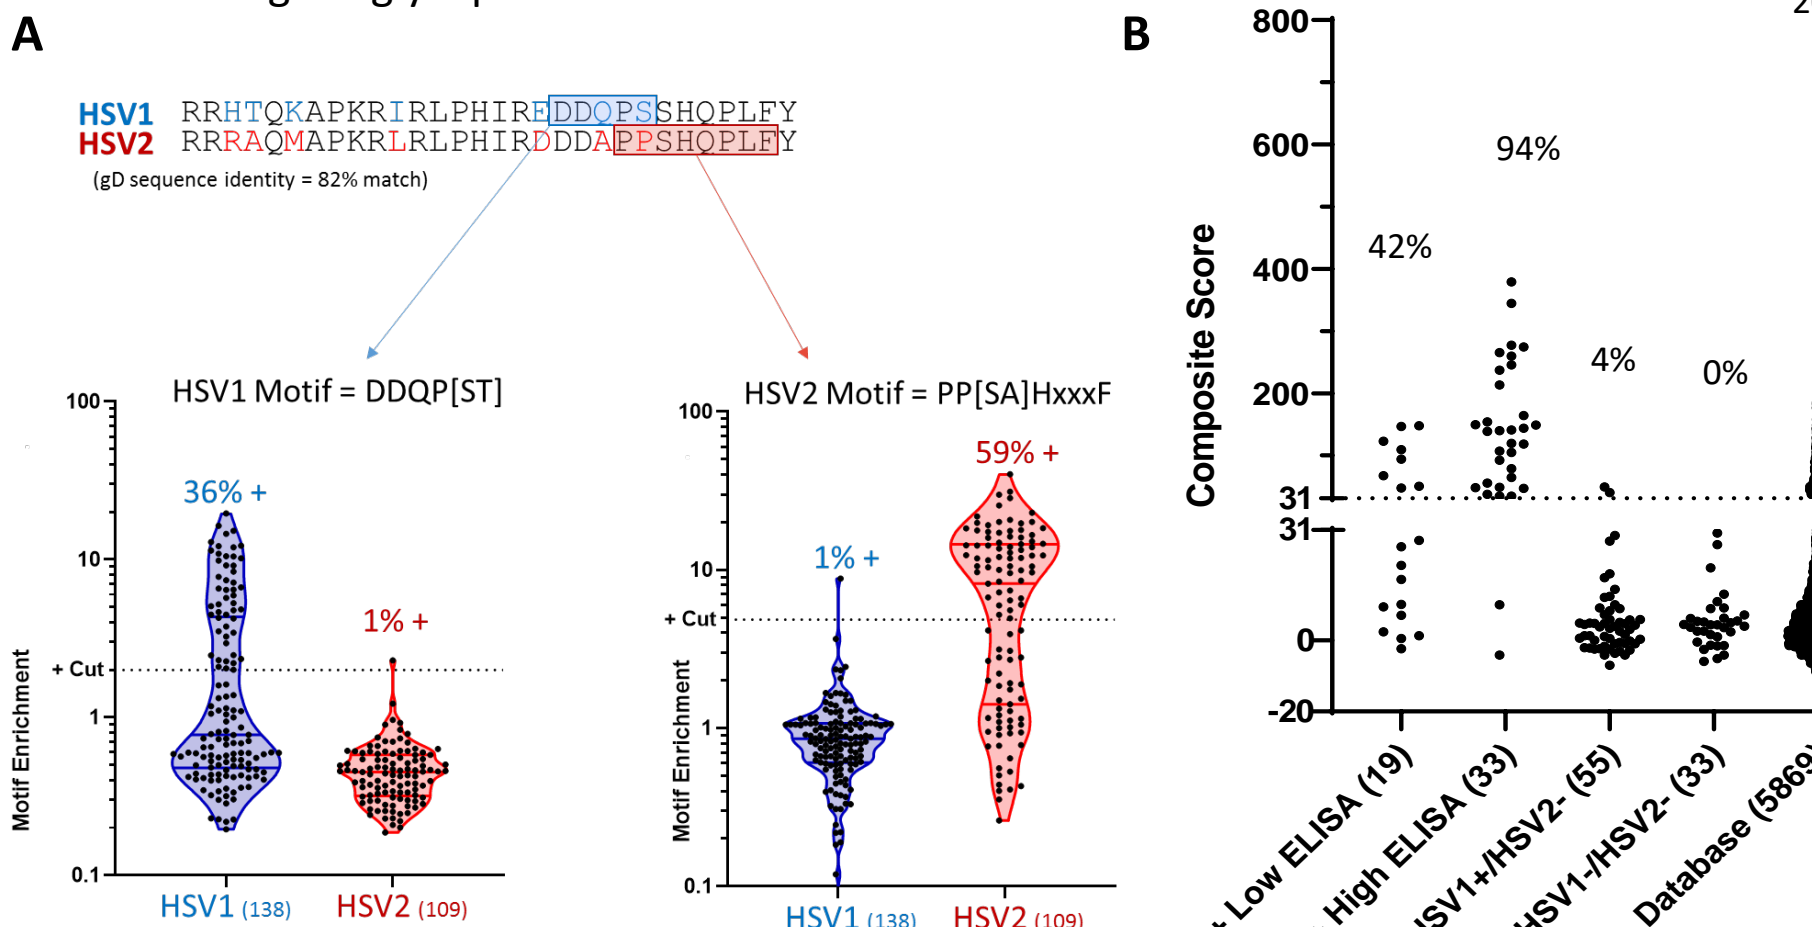 A
HSV1 RRHTQKAPKRIRLPHIREDDQPSSHQPLFY
HSV2 RRRAQMAPKRLRLPHIRDDDAPPSHQPLFY
(gD sequence identity = 82% match)
HSV1 Motif = DDQP[ST]
100
10
+ Cut
1
0.1
Motif Enrichment
36% +
1% +
HSV1 (138)
HSV2 (109)
HSV2 Motif = PP[SA]HxxxF
100
10
+ Cut
1
0.1
Motif Enrichment
1% +
59% +
HSV1 (138)
HSV2 (109)
B
Composite Score
800
600
400
200
31
31
0
-20
42%
94%
4%
0%
Low ELISA (19)
High ELISA (33)
HSV1+/HSV2- (55)
HSV1-/HSV2- (33)
Database (5869)